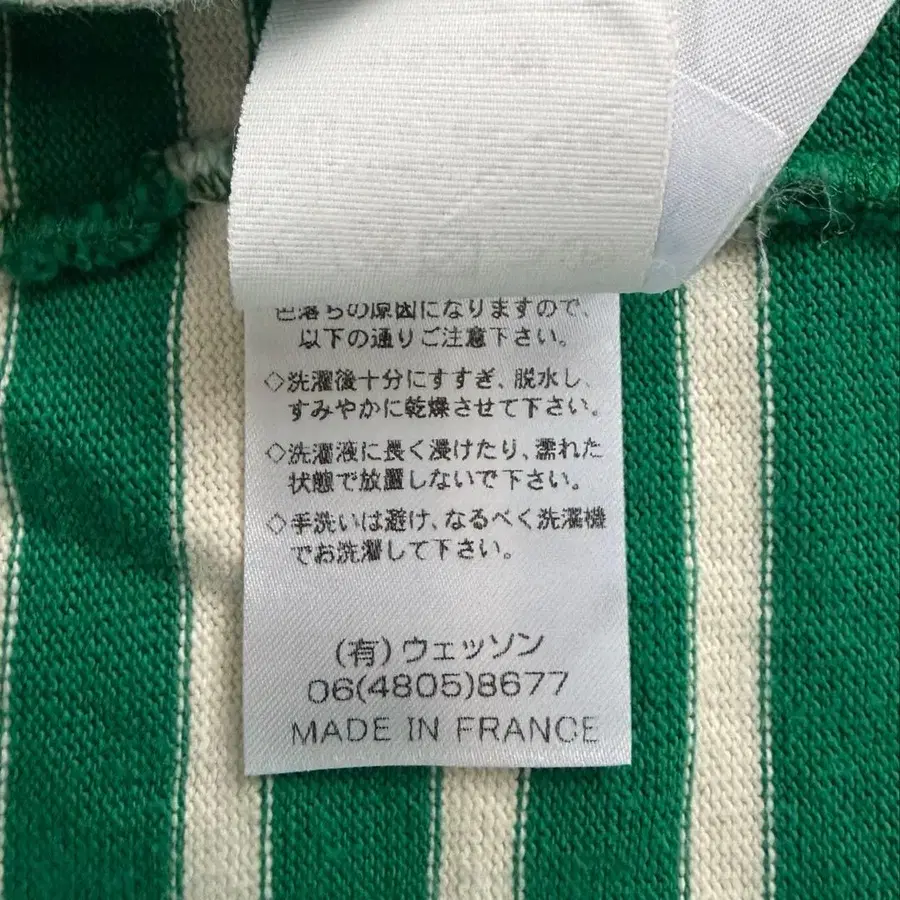 色落ちの原因になりますので、
以下の通りご注意下さい。
◇洗濯後十分にすすぎ、脱水し、
すみやかに乾燥させて下さい。
◇洗濯液に長く浸けたり、濡れた
状態で放置しないで下さい。
◇手洗いは避け、なるべく洗濯機
でお洗濯して下さい。
(有)ウェッソン
06(4805)8677
MADE IN FRANCE